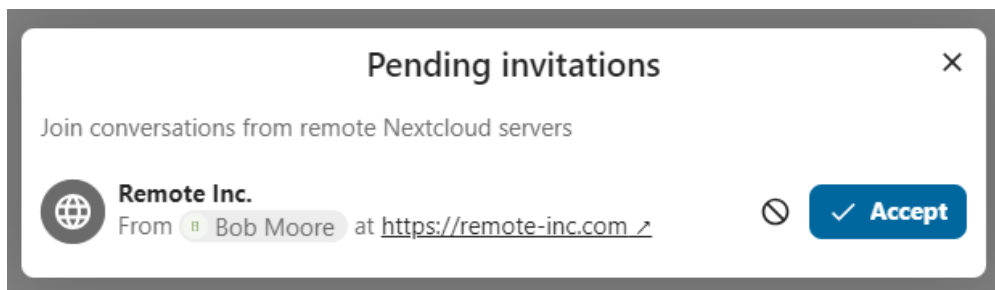 Pending invitations
Join conversations from remote Nextcloud servers
Remote Inc.
From B Bob Moore at https://remote-inc.com ↗
Accept